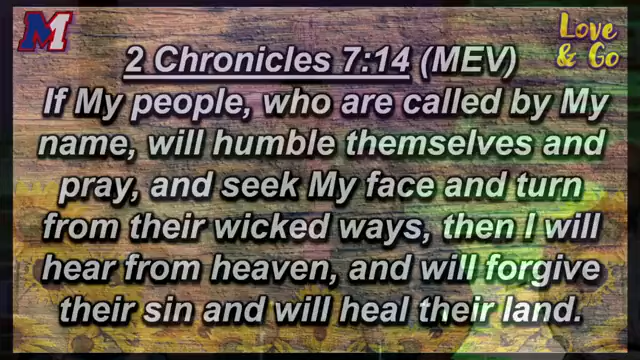 M
Love
& Go
2 Chronicles 7:14 (MEV)
If My people, who are called by My
name, will humble themselves and
pray, and seek My face and turn
from their wicked ways, then I will
hear from heaven, and will forgive
their sin and will heal their land.